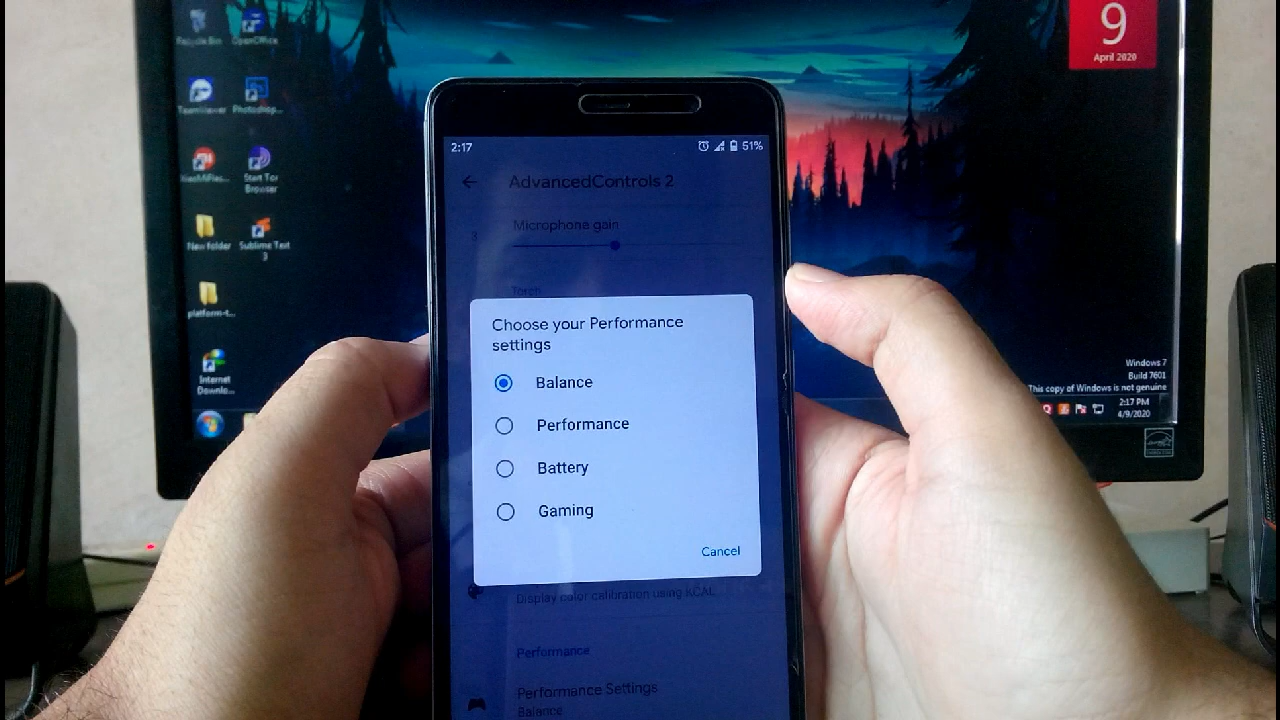 Recycle Bin
OpenOffice
TeamViewer
Photoshop...
Start Tor
Browser
New folder
Sublime Text
3
platform-t...
Internet
Downlo...
9
April 2020
2:17
51%
AdvancedControls 2
Microphone gain
3
Torch
Choose your Performance
settings
Balance
Performance
Battery
Gaming
Cancel
Display color calibration using KCAL
Performance
Performance Settings
Balance
Windows 7
Build 7601
This copy of Windows is not genuine
2:17 PM
4/9/2020